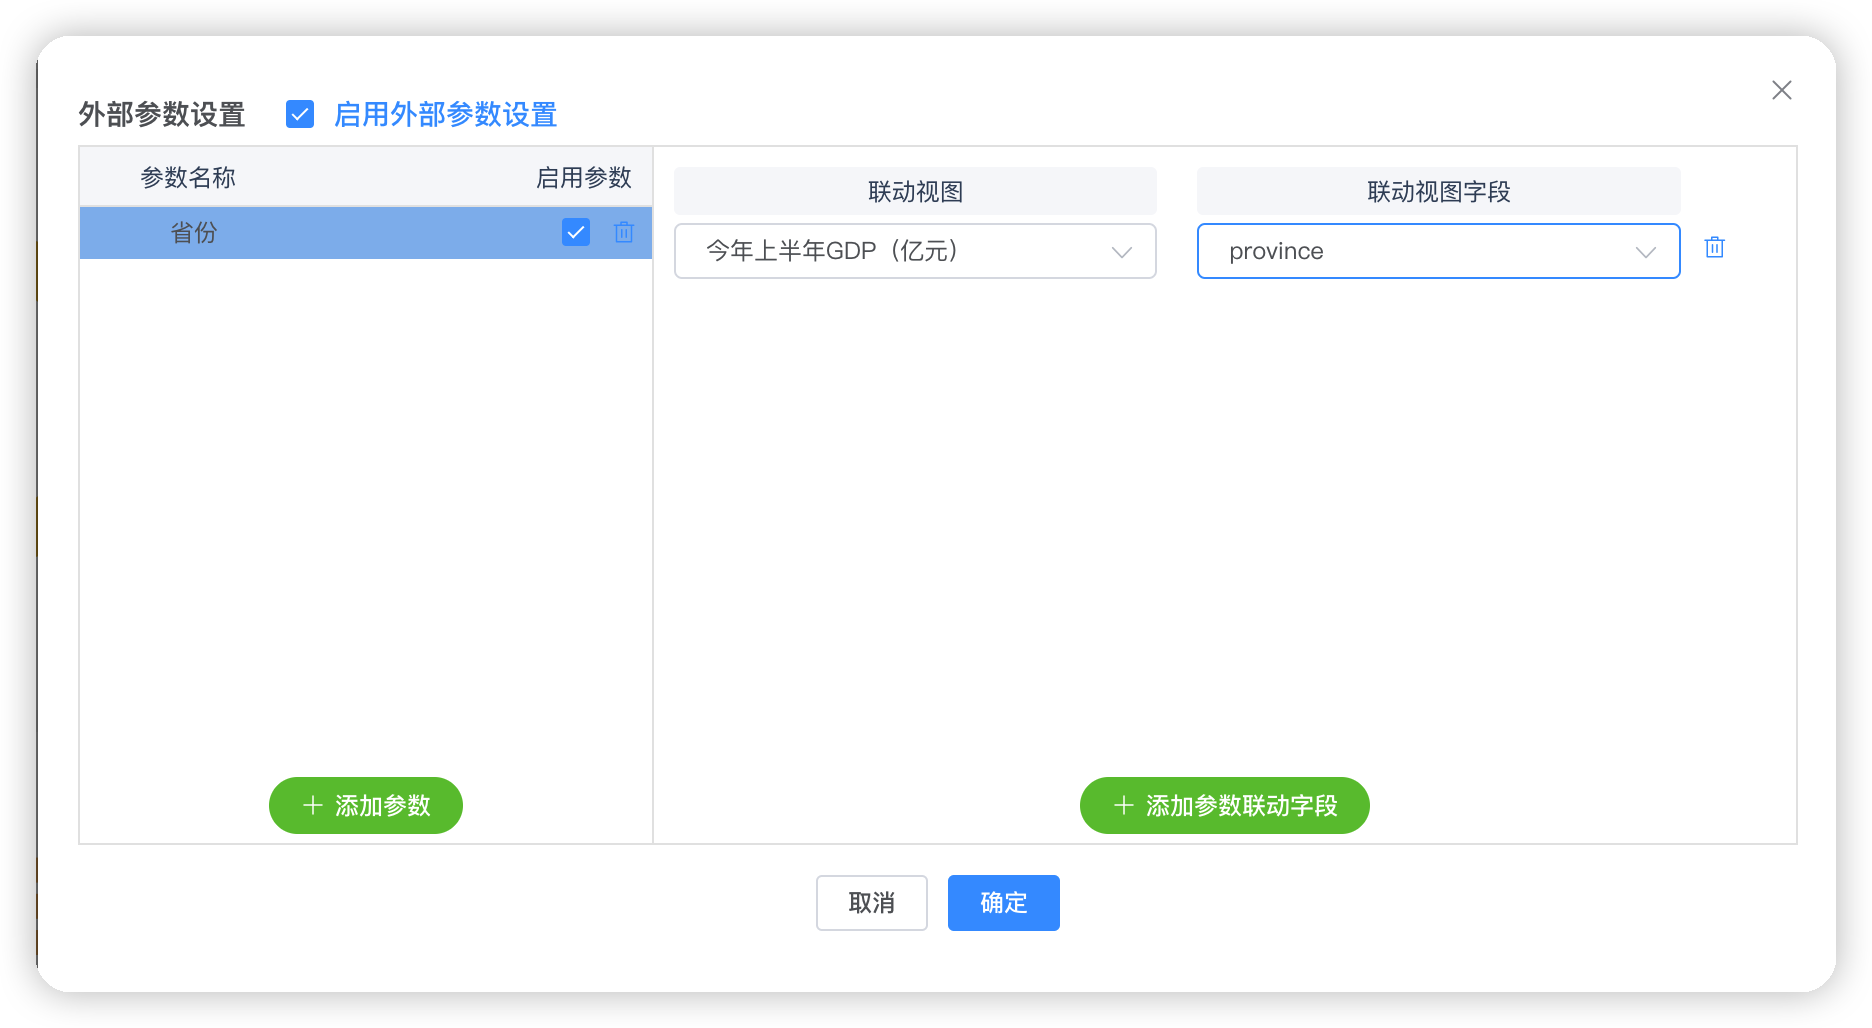 外部参数设置 启用外部参数设置
参数名称 启用参数
省份
联动视图 联动视图字段
今年上半年GDP（亿元） province
添加参数
添加参数联动字段
取消 确定